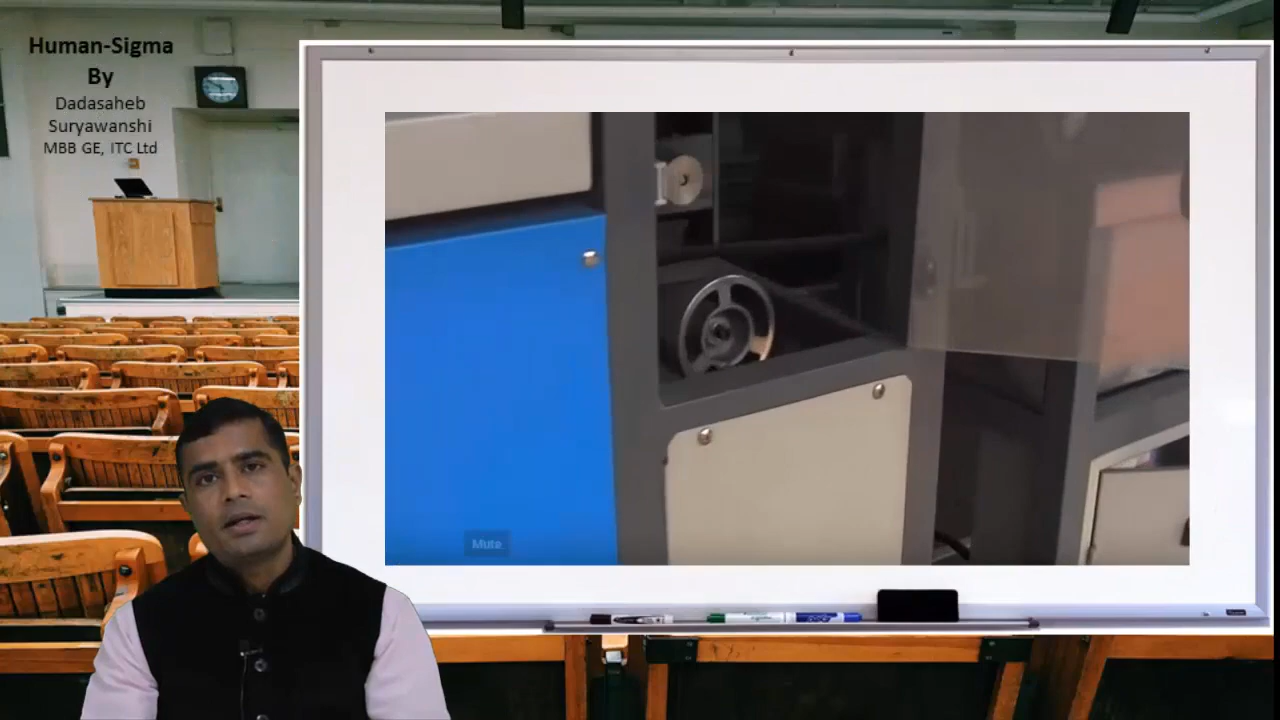 Human-Sigma
By
Dadasaheb
Suryawanshi
MBB GE, ITC Ltd
Mute